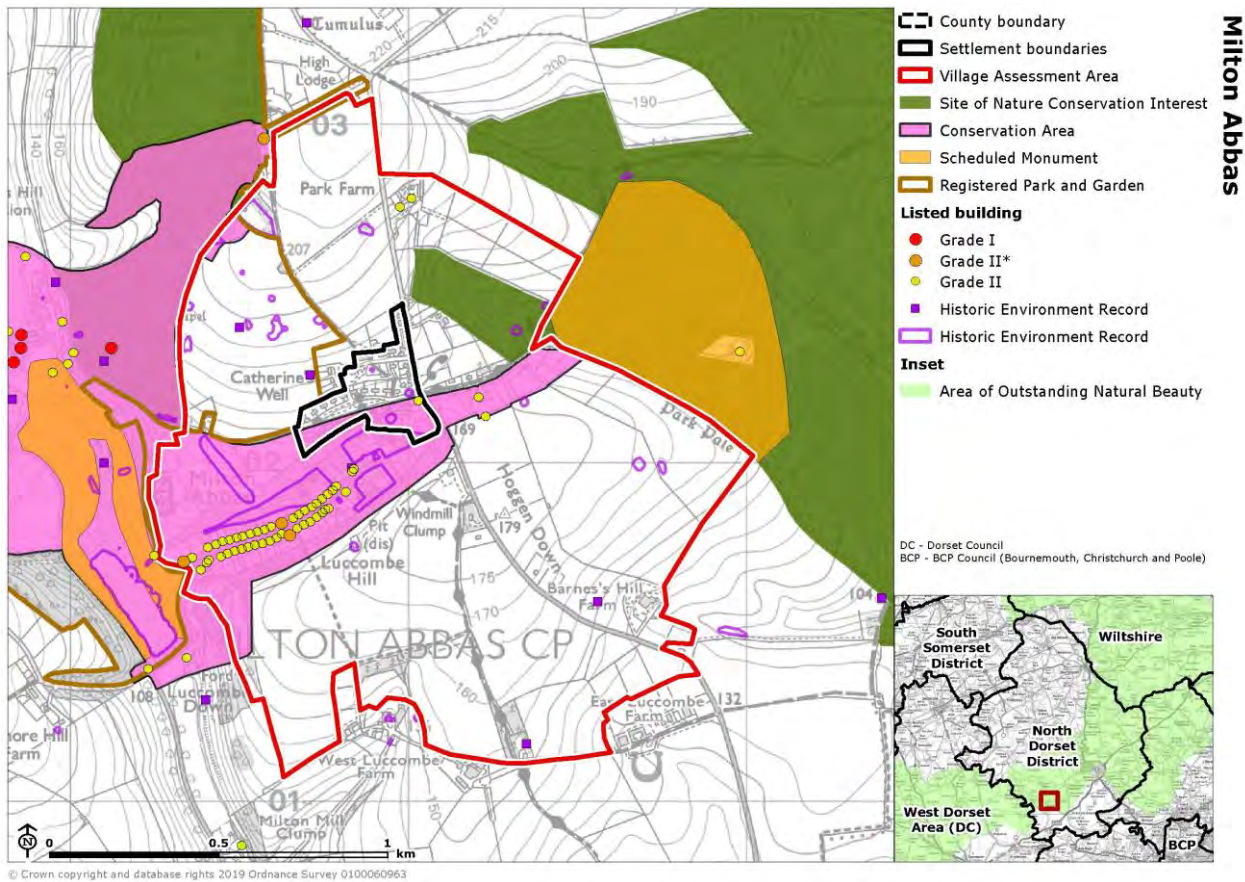 Milton Abbas
County boundary
Settlement boundaries
Village Assessment Area
Site of Nature Conservation Interest
Conservation Area
Scheduled Monument
Registered Park and Garden
Listed building
Grade I
Grade II*
Grade II
Historic Environment Record
Historic Environment Record
Inset
Area of Outstanding Natural Beauty
DC - Dorset Council
BCP - BCP Council (Bournemouth, Christchurch and Poole)
South
Somerset
District
Wiltshire
North
Dorset
District
West Dorset
Area (DC)
BCP
Tumulus
High
Lodge
220
215
200
190
140
160
03
Park Farm
207
Catherine
Well
169
Park Pale
02
Hoggen Down
Windmill
Clump
179
Pit
(dis)
Luccombe
Hill
175
170
Barnes's Hill
Farm
104
LTON ABBAS CP
108
Ford
Luccombe
Down
160
132
East Luccombe
Farm
West Luccombe
Farm
150
01
Milton Mill
Clump
N
0 0.5 1
km
© Crown copyright and database rights 2019 Ordnance Survey 0100060963